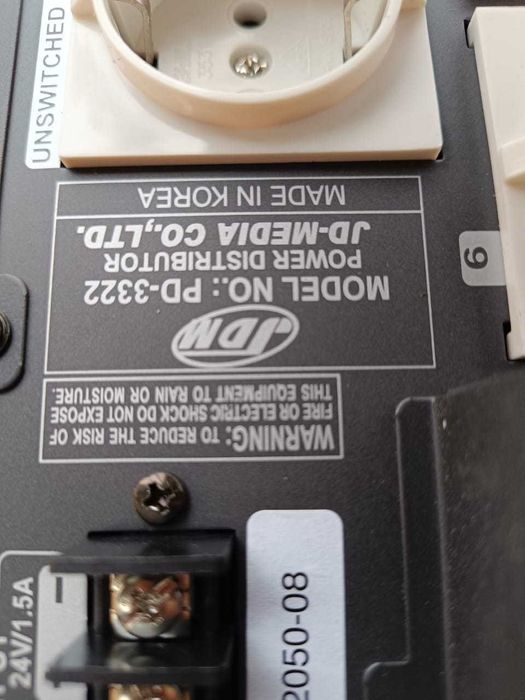 24V/1.5A
2050-08
WARNING: TO REDUCE THE RISK OF
FIRE OR ELECTRIC SHOCK DO NOT EXPOSE
THIS EQUIPMENT TO RAIN OR MOISTURE.
JDM
MODEL NO.: PD-3322
POWER DISTRIBUTOR
JD-MEDIA CO.,LTD.
MADE IN KOREA
UNSWITCHED